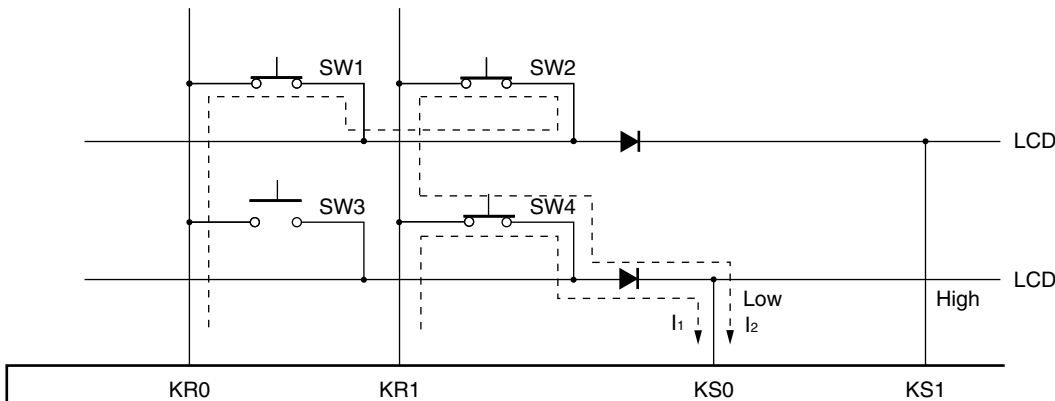 SW1 SW2
LCD
SW3 SW4
LCD
Low High
I1 I2
KR0 KR1 KS0 KS1